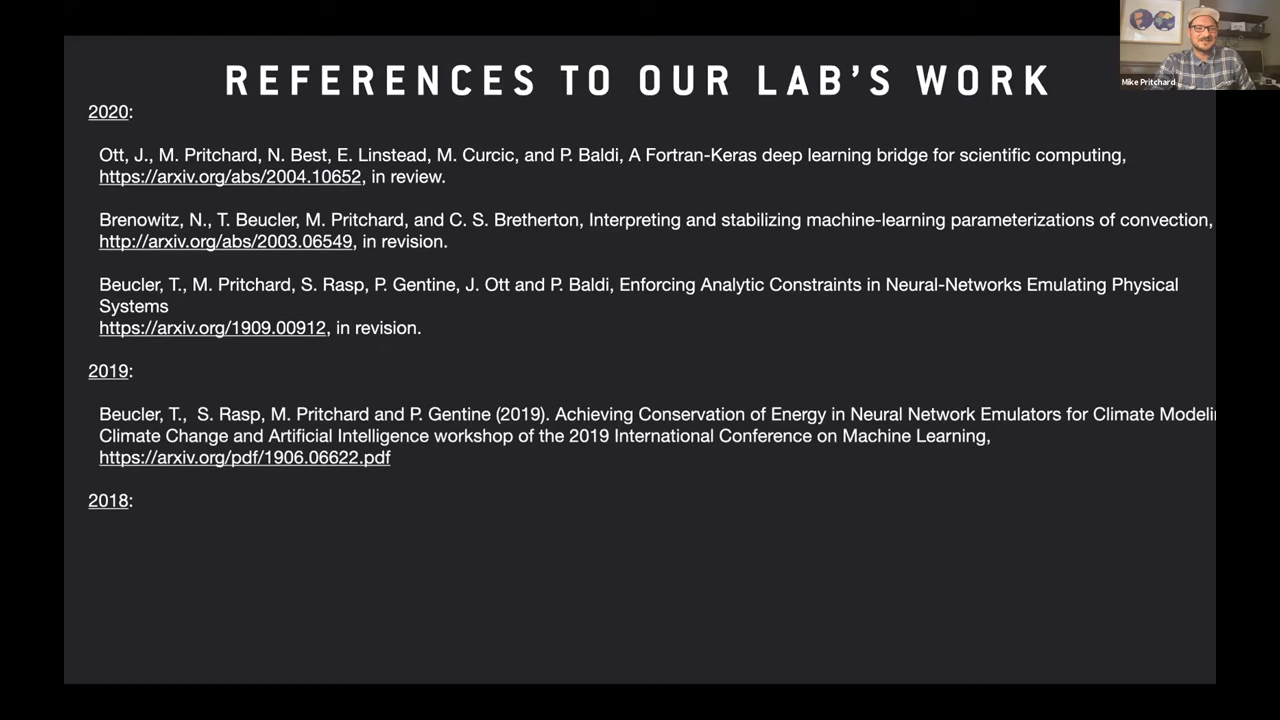 REFERENCES TO OUR LAB'S WORK
Mike Pritchard
2020:
Ott, J., M. Pritchard, N. Best, E. Linstead, M. Curcic, and P. Baldi, A Fortran-Keras deep learning bridge for scientific computing,
https://arxiv.org/abs/2004.10652, in review.
Brenowitz, N., T. Beucler, M. Pritchard, and C. S. Bretherton, Interpreting and stabilizing machine-learning parameterizations of convection,
http://arxiv.org/abs/2003.06549, in revision.
Beucler, T., M. Pritchard, S. Rasp, P. Gentine, J. Ott and P. Baldi, Enforcing Analytic Constraints in Neural-Networks Emulating Physical
Systems
https://arxiv.org/1909.00912, in revision.
2019:
Beucler, T., S. Rasp, M. Pritchard and P. Gentine (2019). Achieving Conservation of Energy in Neural Network Emulators for Climate Modelin
Climate Change and Artificial Intelligence workshop of the 2019 International Conference on Machine Learning,
https://arxiv.org/pdf/1906.06622.pdf
2018: